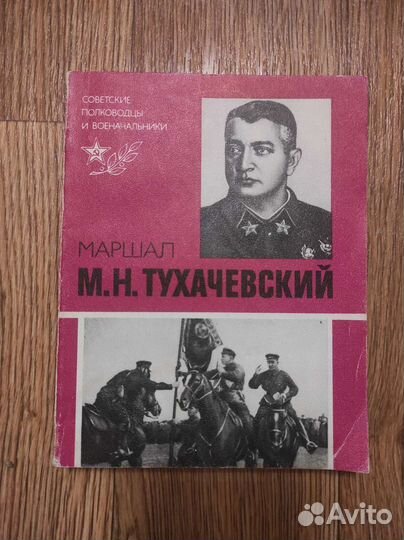 СОВЕТСКИЕ
ПОЛКОВОДЦЫ
И ВОЕНАЧАЛЬНИКИ
МАРШАЛ
М.Н. ТУХАЧЕВСКИЙ
Avito